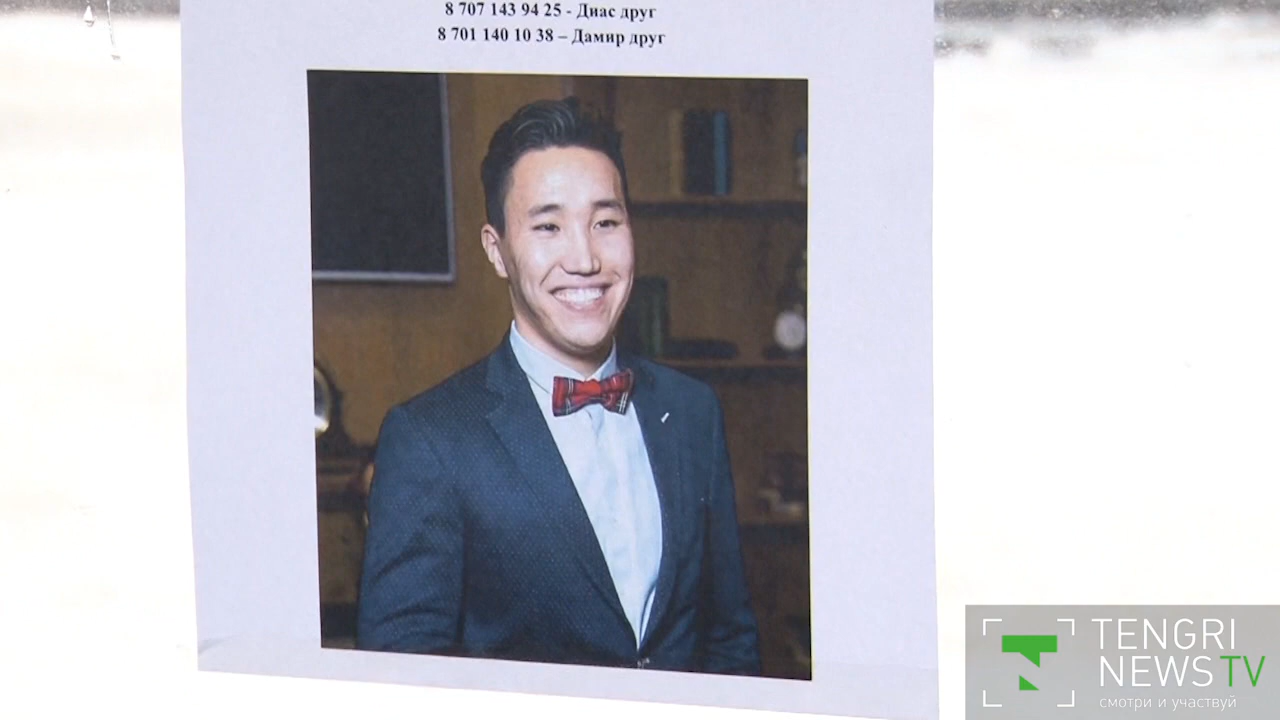 8 707 143 94 25 - Диас друг
8 701 140 10 38 – Дамир друг
TENGRI
NEWS TV
смотри и участвуй